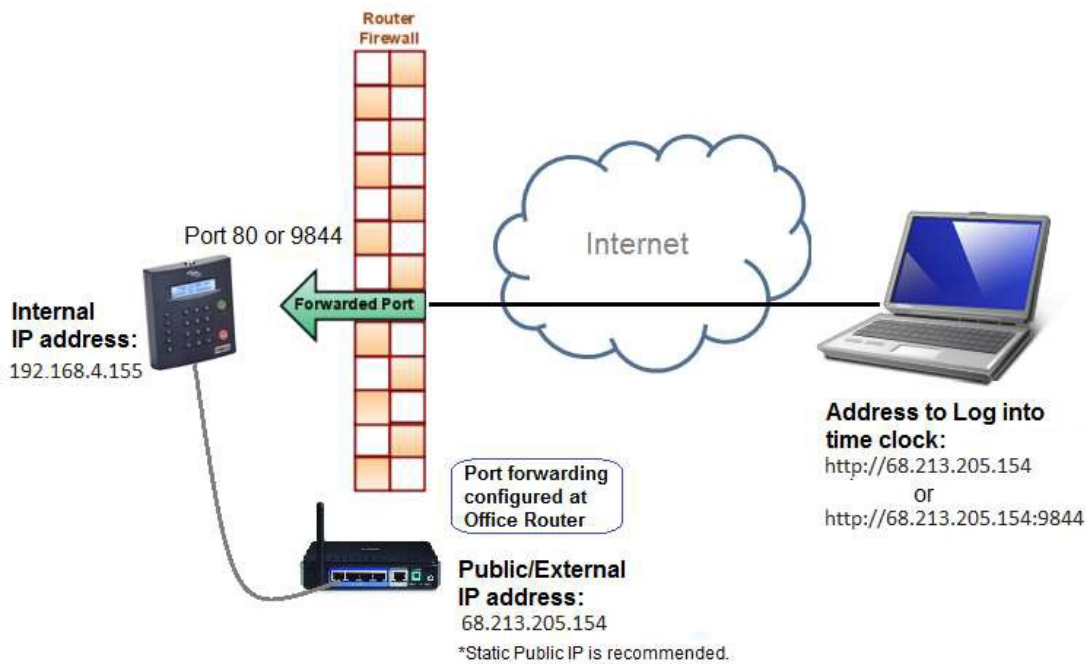 Router
Firewall
Internet
Port 80 or 9844
Forwarded Port
Internal
IP address:
192.168.4.155
Address to Log into
time clock:
http://68.213.205.154
or
http://68.213.205.154:9844
Port forwarding
configured at
Office Router
Public/External
IP address:
68.213.205.154
*Static Public IP is recommended.